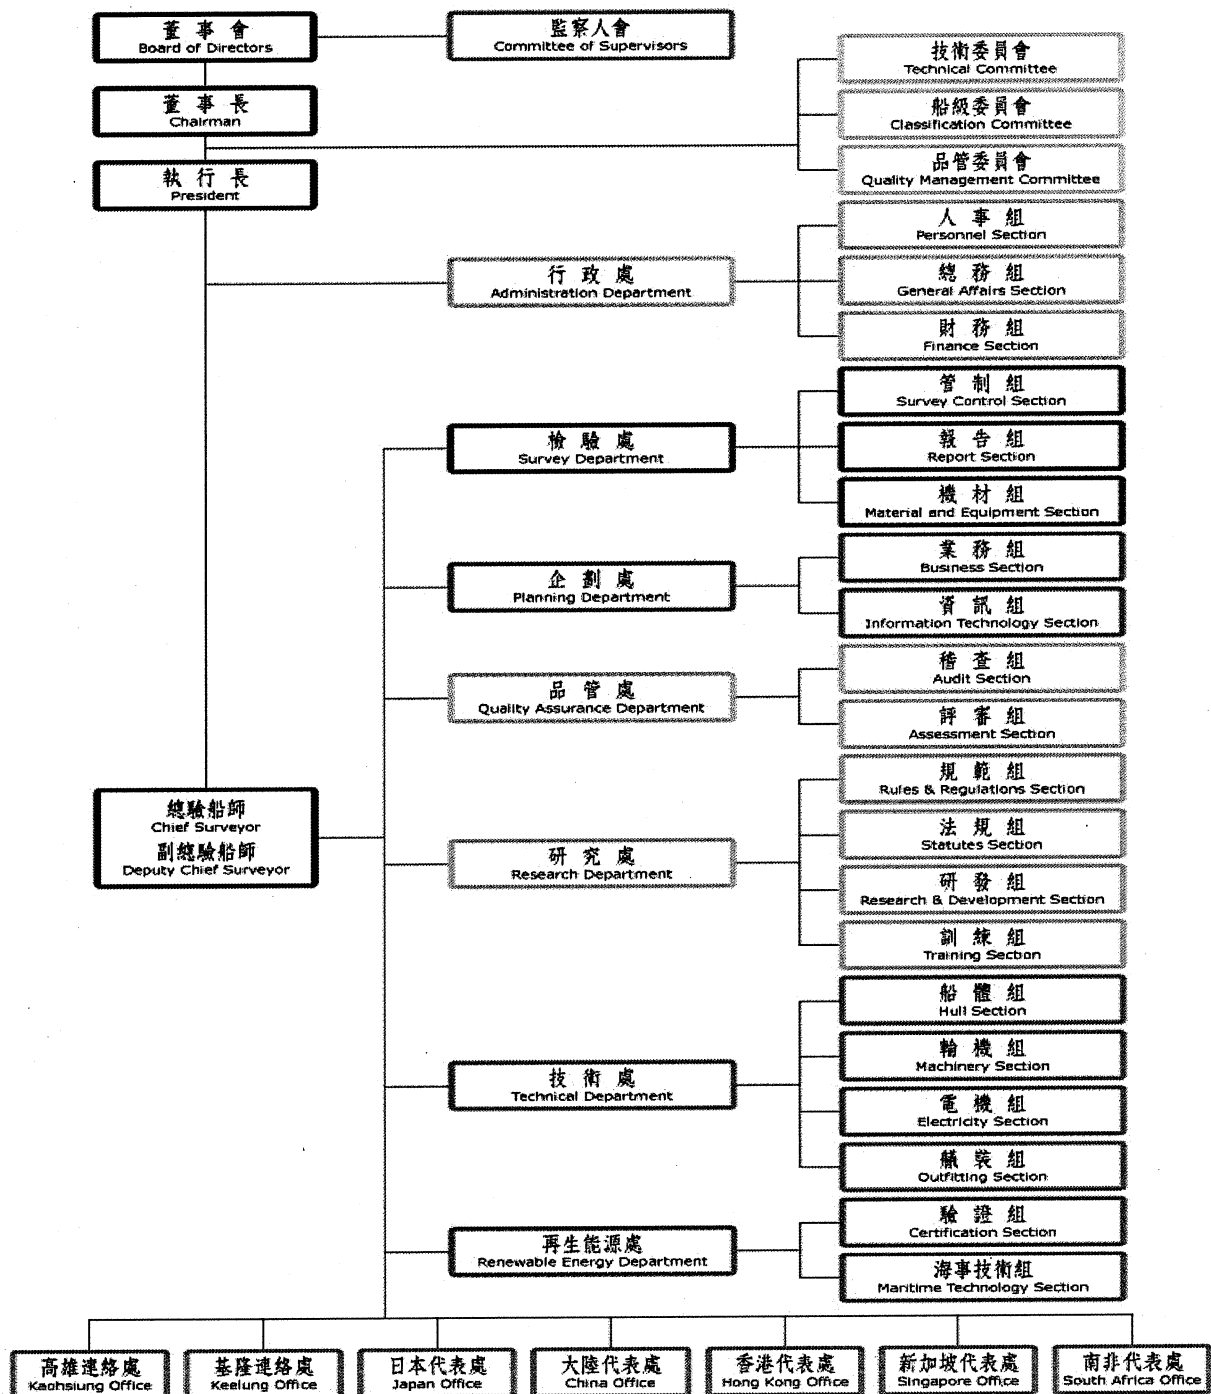 董事會
Board of Directors
監察人會
Committee of Supervisors
技術委員會
Technical Committee
董事長
Chairman
船級委員會
Classification Committee
品管委員會
Quality Management Committee
執行長
President
人事組
Personnel Section
行政處
Administration Department
總務組
General Affairs Section
財務組
Finance Section
管制組
Survey Control Section
檢驗處
Survey Department
報告組
Report Section
機材組
Material and Equipment Section
業務組
Business Section
企劃處
Planning Department
資訊組
Information Technology Section
稽查組
Audit Section
品管處
Quality Assurance Department
評審組
Assessment Section
規範組
Rules & Regulations Section
總驗船師
Chief Surveyor
副總驗船師
Deputy Chief Surveyor
法規組
Statutes Section
研究處
Research Department
研發組
Research & Development Section
訓練組
Training Section
船體組
Hull Section
輪機組
Machinery Section
技術處
Technical Department
電機組
Electricity Section
艤裝組
Outfitting Section
驗證組
Certification Section
再生能源處
Renewable Energy Department
海事技術組
Maritime Technology Section
高雄連絡處
Kaohsiung Office
基隆連絡處
Keelung Office
日本代表處
Japan Office
大陸代表處
China Office
香港代表處
Hong Kong Office
新加坡代表處
Singapore Office
南非代表處
South Africa Office